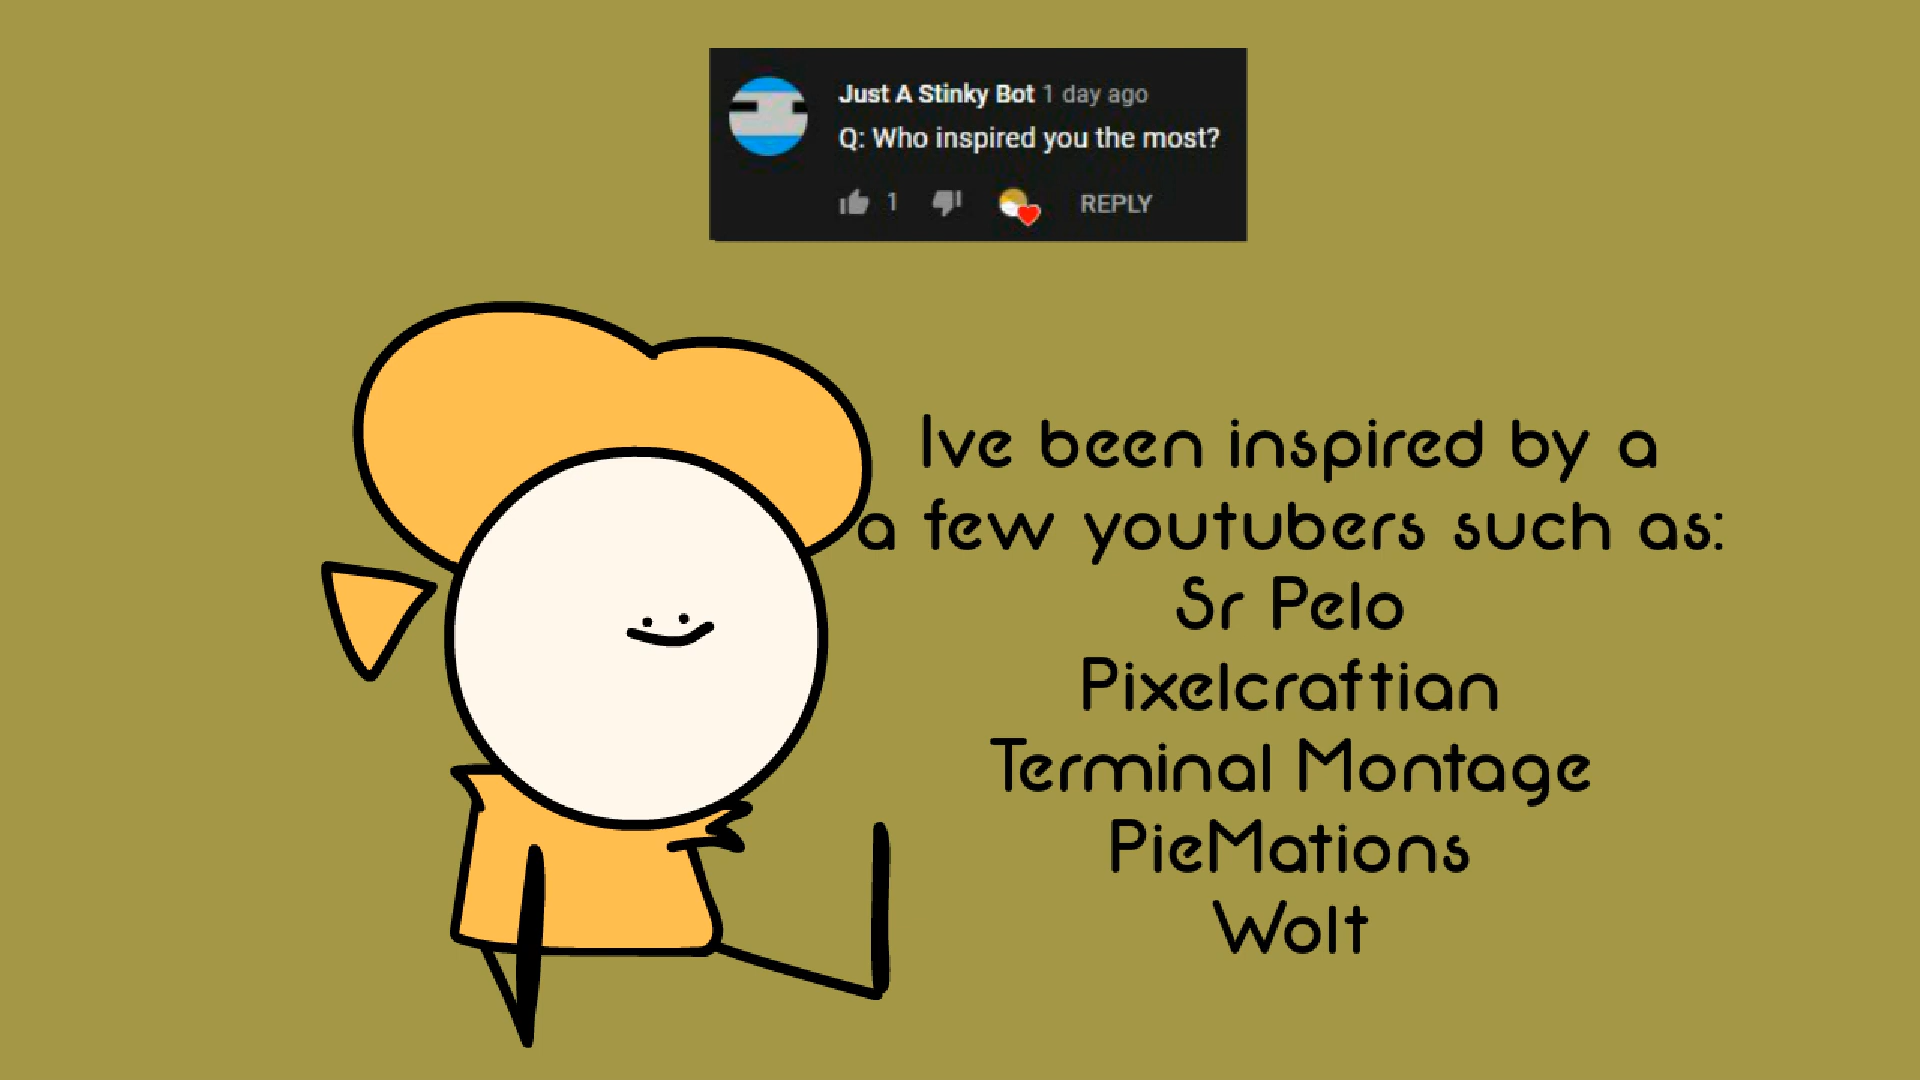 Just A Stinky Bot 1 day ago
Q: Who inspired you the most?
1 REPLY
Ive been inspired by a
a few youtubers such as:
Sr Pelo
Pixelcraftian
Terminal Montage
PieMations
Wolt